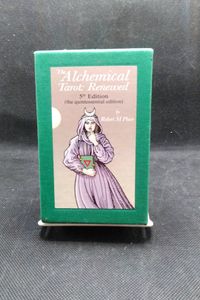 The
Alchemical
Tarot: Renewed
5th Edition
(the quintessential edition)
by
Robert M Place